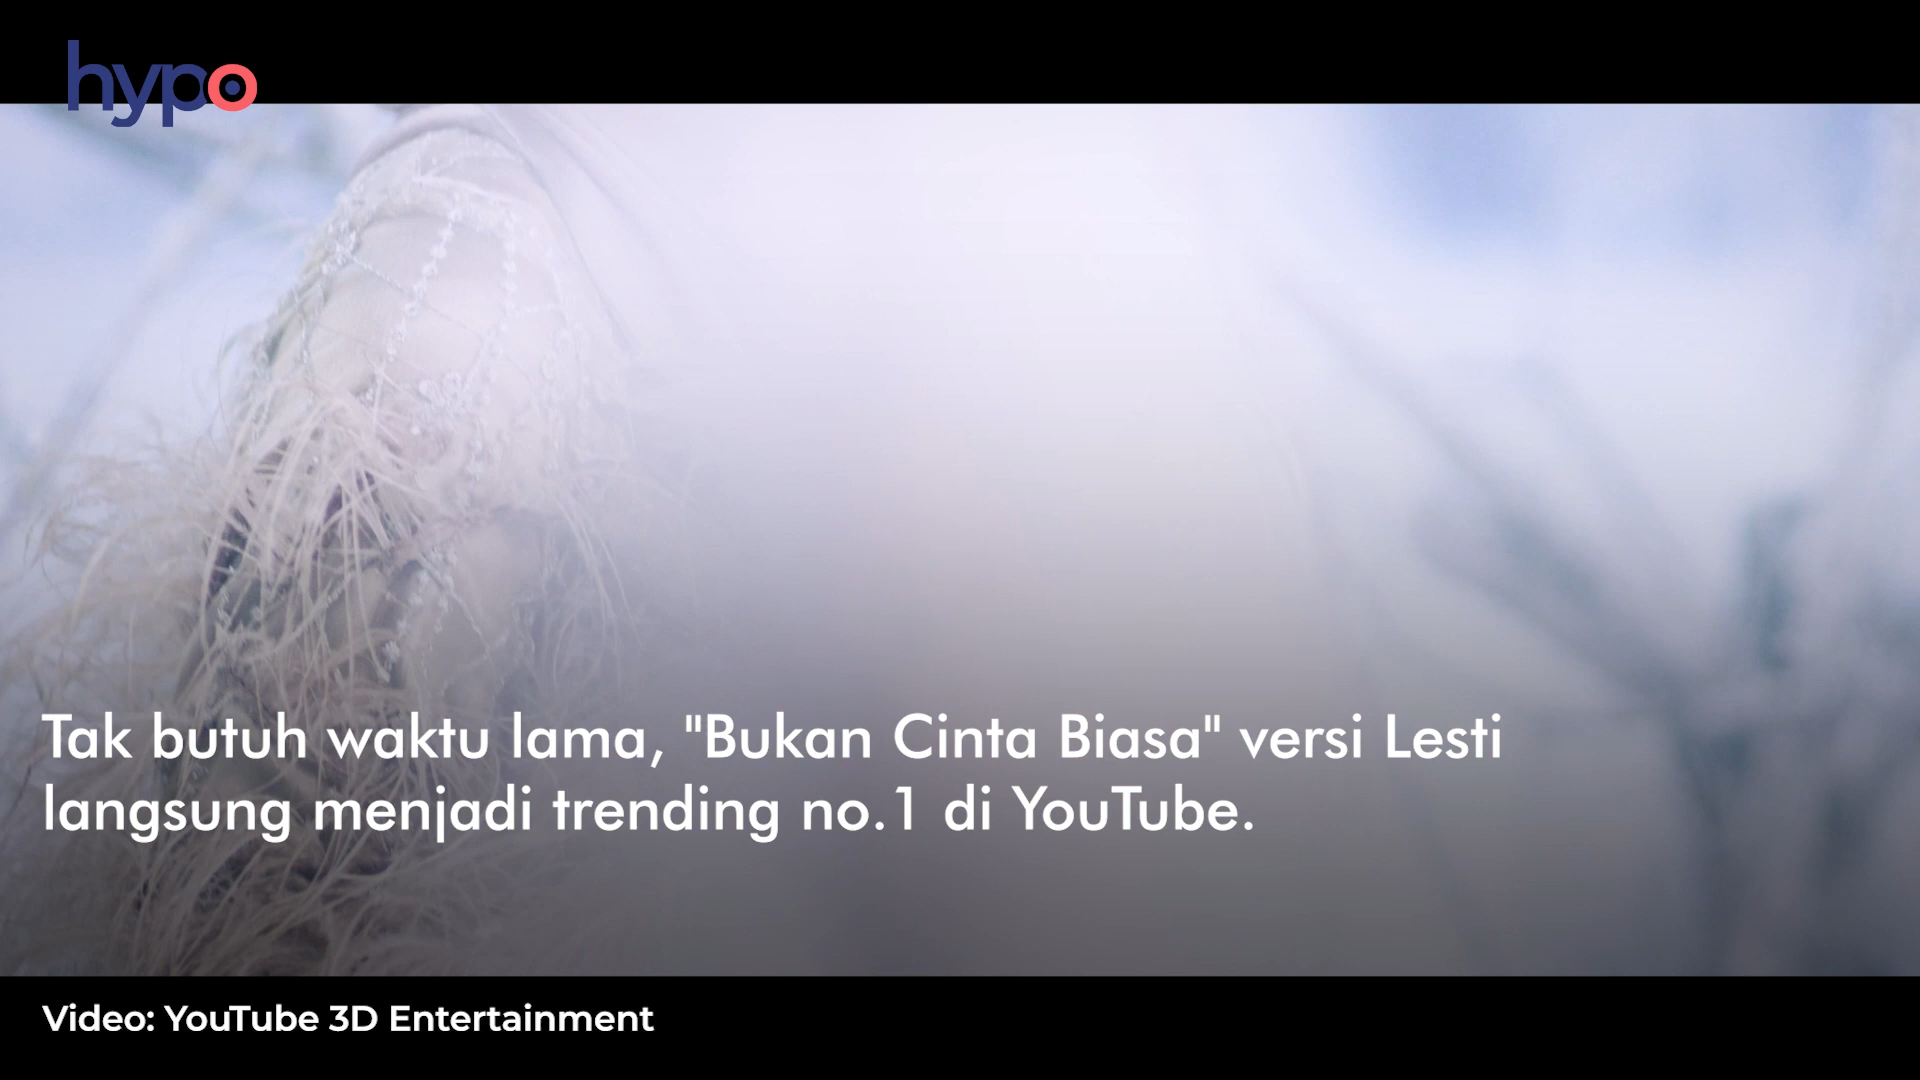 hypo
Tak butuh waktu lama, "Bukan Cinta Biasa" versi Lesti
langsung menjadi trending no.1 di YouTube.
Video: YouTube 3D Entertainment